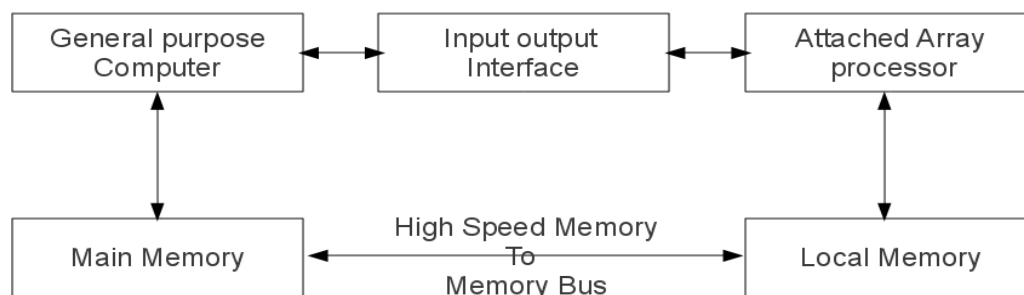 General purpose
Computer
Input output
Interface
Attached Array
processor
Main Memory
High Speed Memory
To
Memory Bus
Local Memory